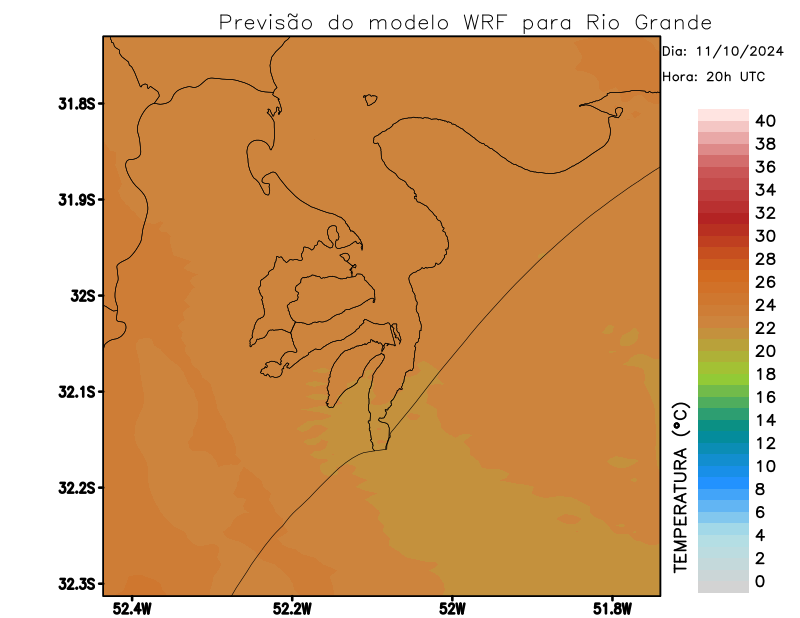 Previsão do modelo WRF para Rio Grande
Dia: 11/10/2024
Hora: 20h UTC
31.8S
31.9S
32S
32.1S
32.2S
32.3S
52.4W
52.2W
52W
51.8W
40
38
36
34
32
30
28
26
24
22
20
18
16
14
12
10
8
6
4
2
0
TEMPERATURA (°C)